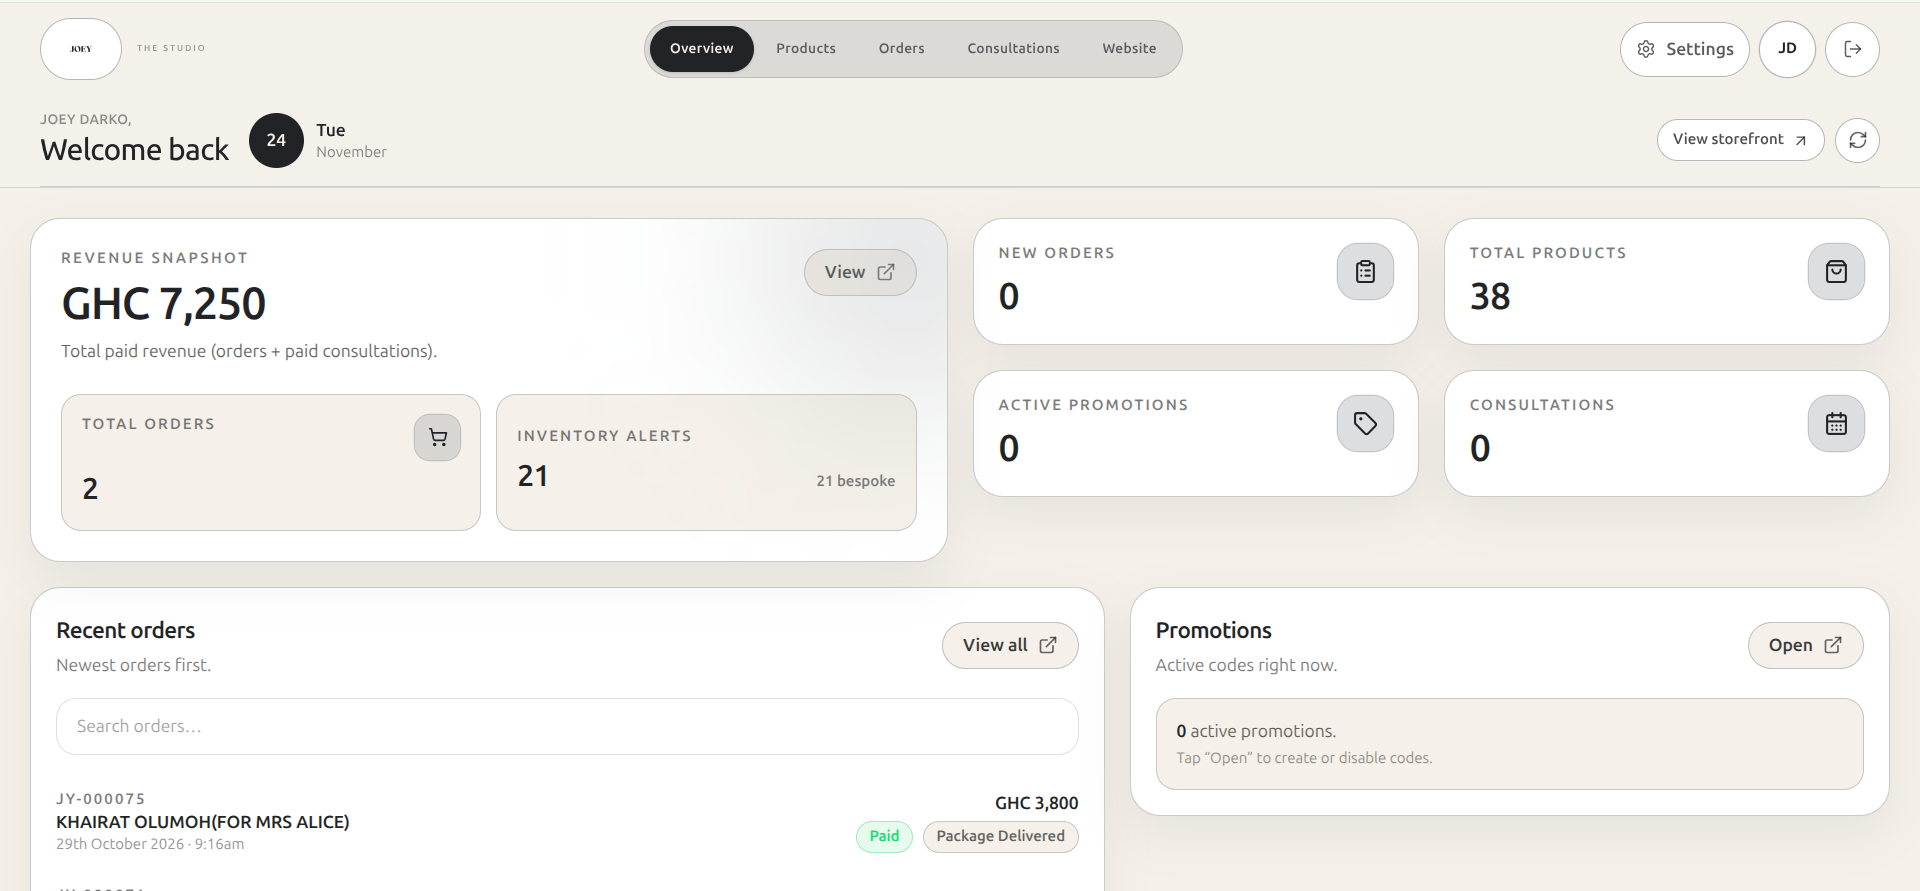 JOEY
THE STUDIO
Overview
Products
Orders
Consultations
Website
Settings
JD
JOEY DARKO,
Welcome back
24
Tue
November
View storefront
REVENUE SNAPSHOT
GHC 7,250
Total paid revenue (orders + paid consultations).
View
TOTAL ORDERS
2
INVENTORY ALERTS
21
21 bespoke
NEW ORDERS
0
TOTAL PRODUCTS
38
ACTIVE PROMOTIONS
0
CONSULTATIONS
0
Recent orders
Newest orders first.
View all
Search orders…
JY-000075
KHAIRAT OLUMOH(FOR MRS ALICE)
29th October 2026 · 9:16am
GHC 3,800
Paid
Package Delivered
Promotions
Active codes right now.
Open
0 active promotions.
Tap “Open” to create or disable codes.